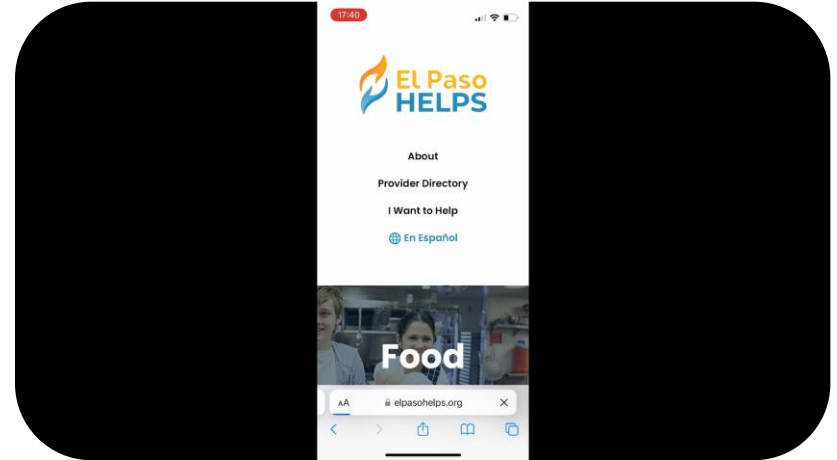 17:40
El Paso
HELPS
About
Provider Directory
I Want to Help
En Español
Food
AA elpasohelps.org